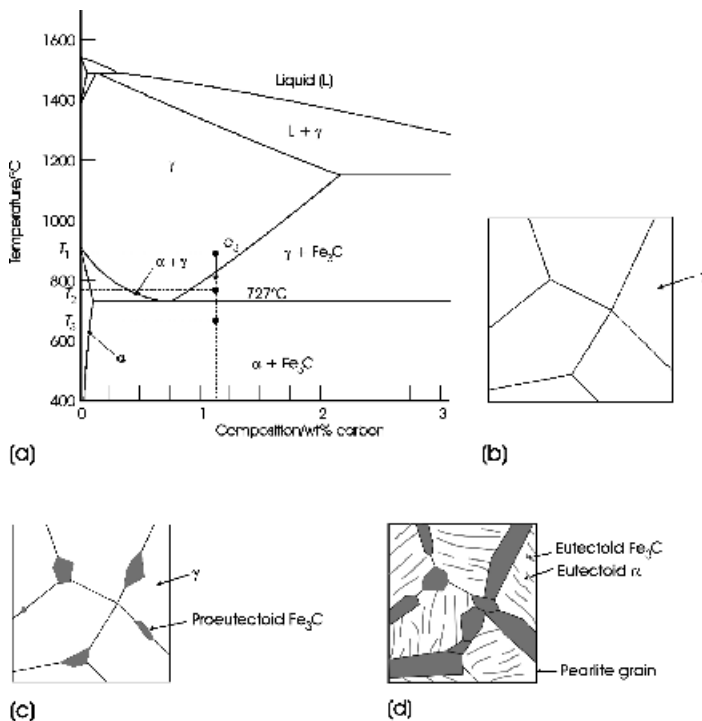 1600
1400
1200
1000
800
600
400
Temperature/°C
T₁
T₂
T₃
Liquid (L)
L + γ
γ
α + γ
γ + Fe₃C
727°C
α
α + Fe₃C
0
1
2
3
Composition/wt% carbon
(a)
γ
(b)
γ
Proeutectoid Fe₃C
(c)
Eutectoid Fe₃C
Eutectoid α
Pearlite grain
(d)